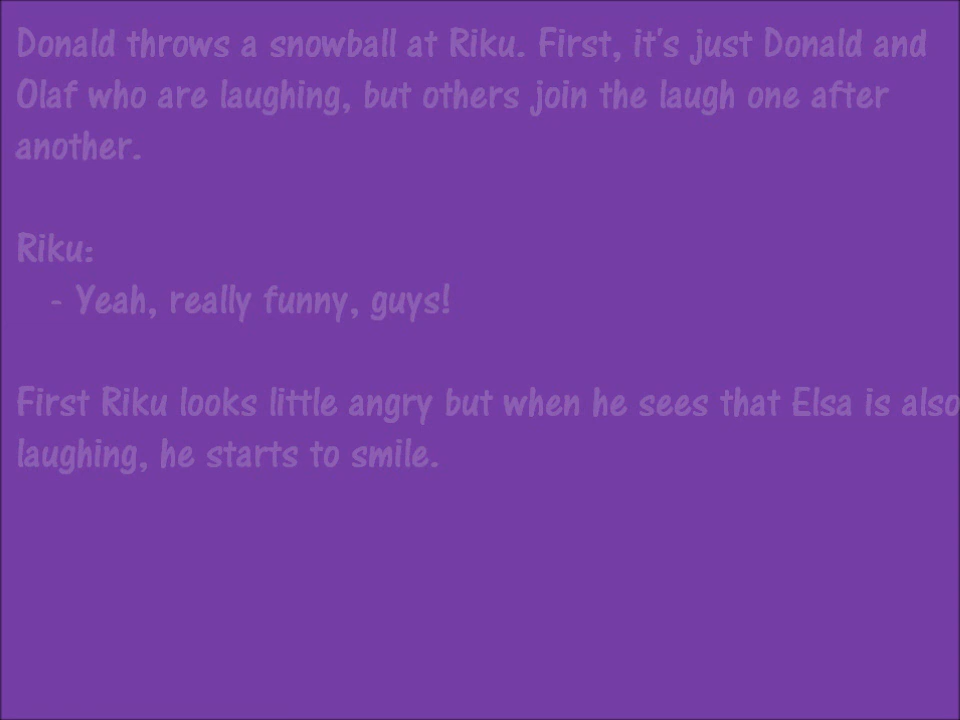 Donald throws a snowball at Riku. First, it's just Donald and
Olaf who are laughing, but others join the laugh one after
another.
Riku:
- Yeah, really funny, guys!
First Riku looks little angry but when he sees that Elsa is also
laughing, he starts to smile.